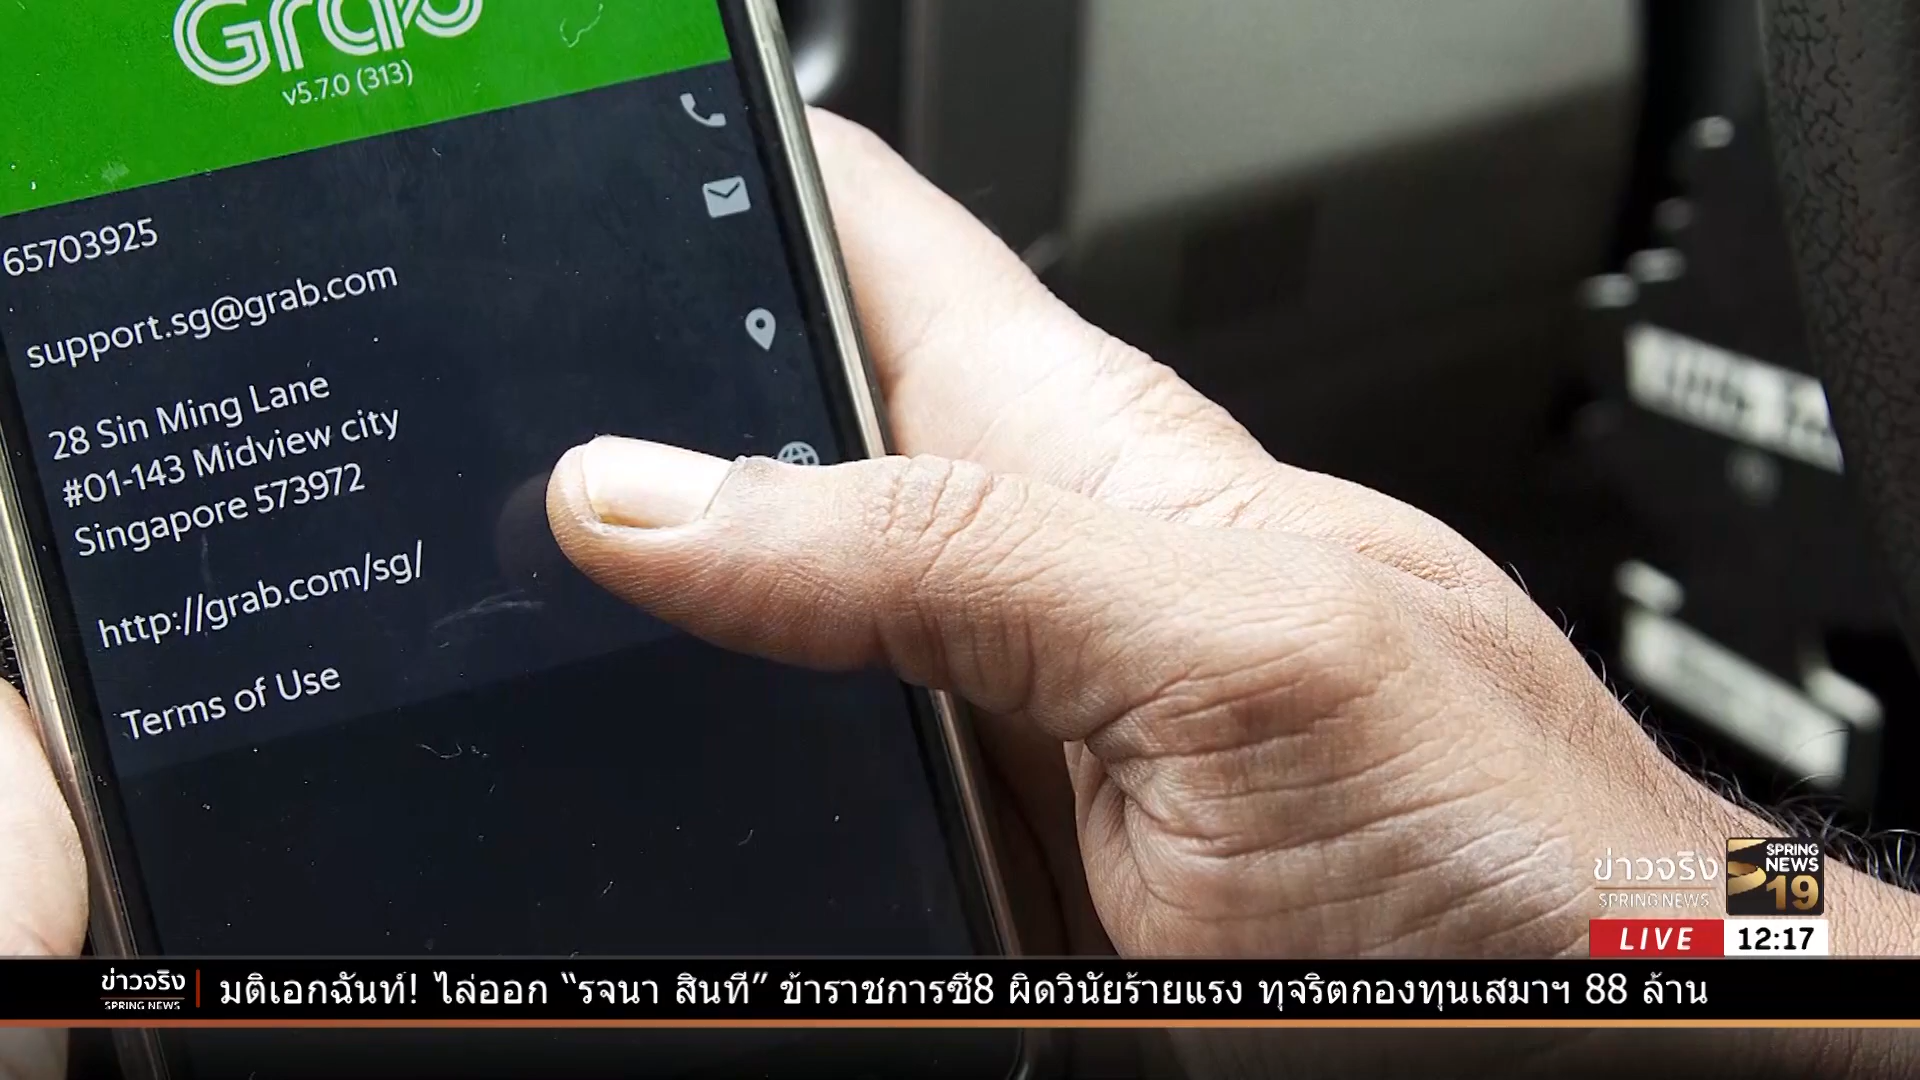 Grab
v5.7.0 (313)
65703925
support.sg@grab.com
28 Sin Ming Lane
#01-143 Midview city
Singapore 573972
http://grab.com/sg/
Terms of Use
ข่าวจริง
SPRING NEWS
SPRING
NEWS
19
LIVE 12:17
ข่าวจริง
SPRING NEWS
มติเอกฉันท์! ไล่ออก “รจนา สินที” ข้าราชการซี8 ผิดวินัยร้ายแรง ทุจริตกองทุนเสมาฯ 88 ล้าน